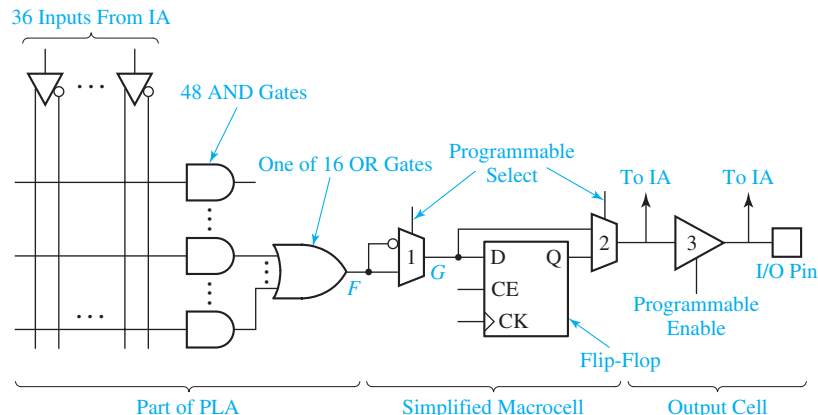 36 Inputs From IA
48 AND Gates
One of 16 OR Gates
Programmable
Select
To IA
To IA
F
1
G
D
Q
CE
CK
2
3
I/O Pin
Programmable
Enable
Flip-Flop
Part of PLA
Simplified Macrocell
Output Cell